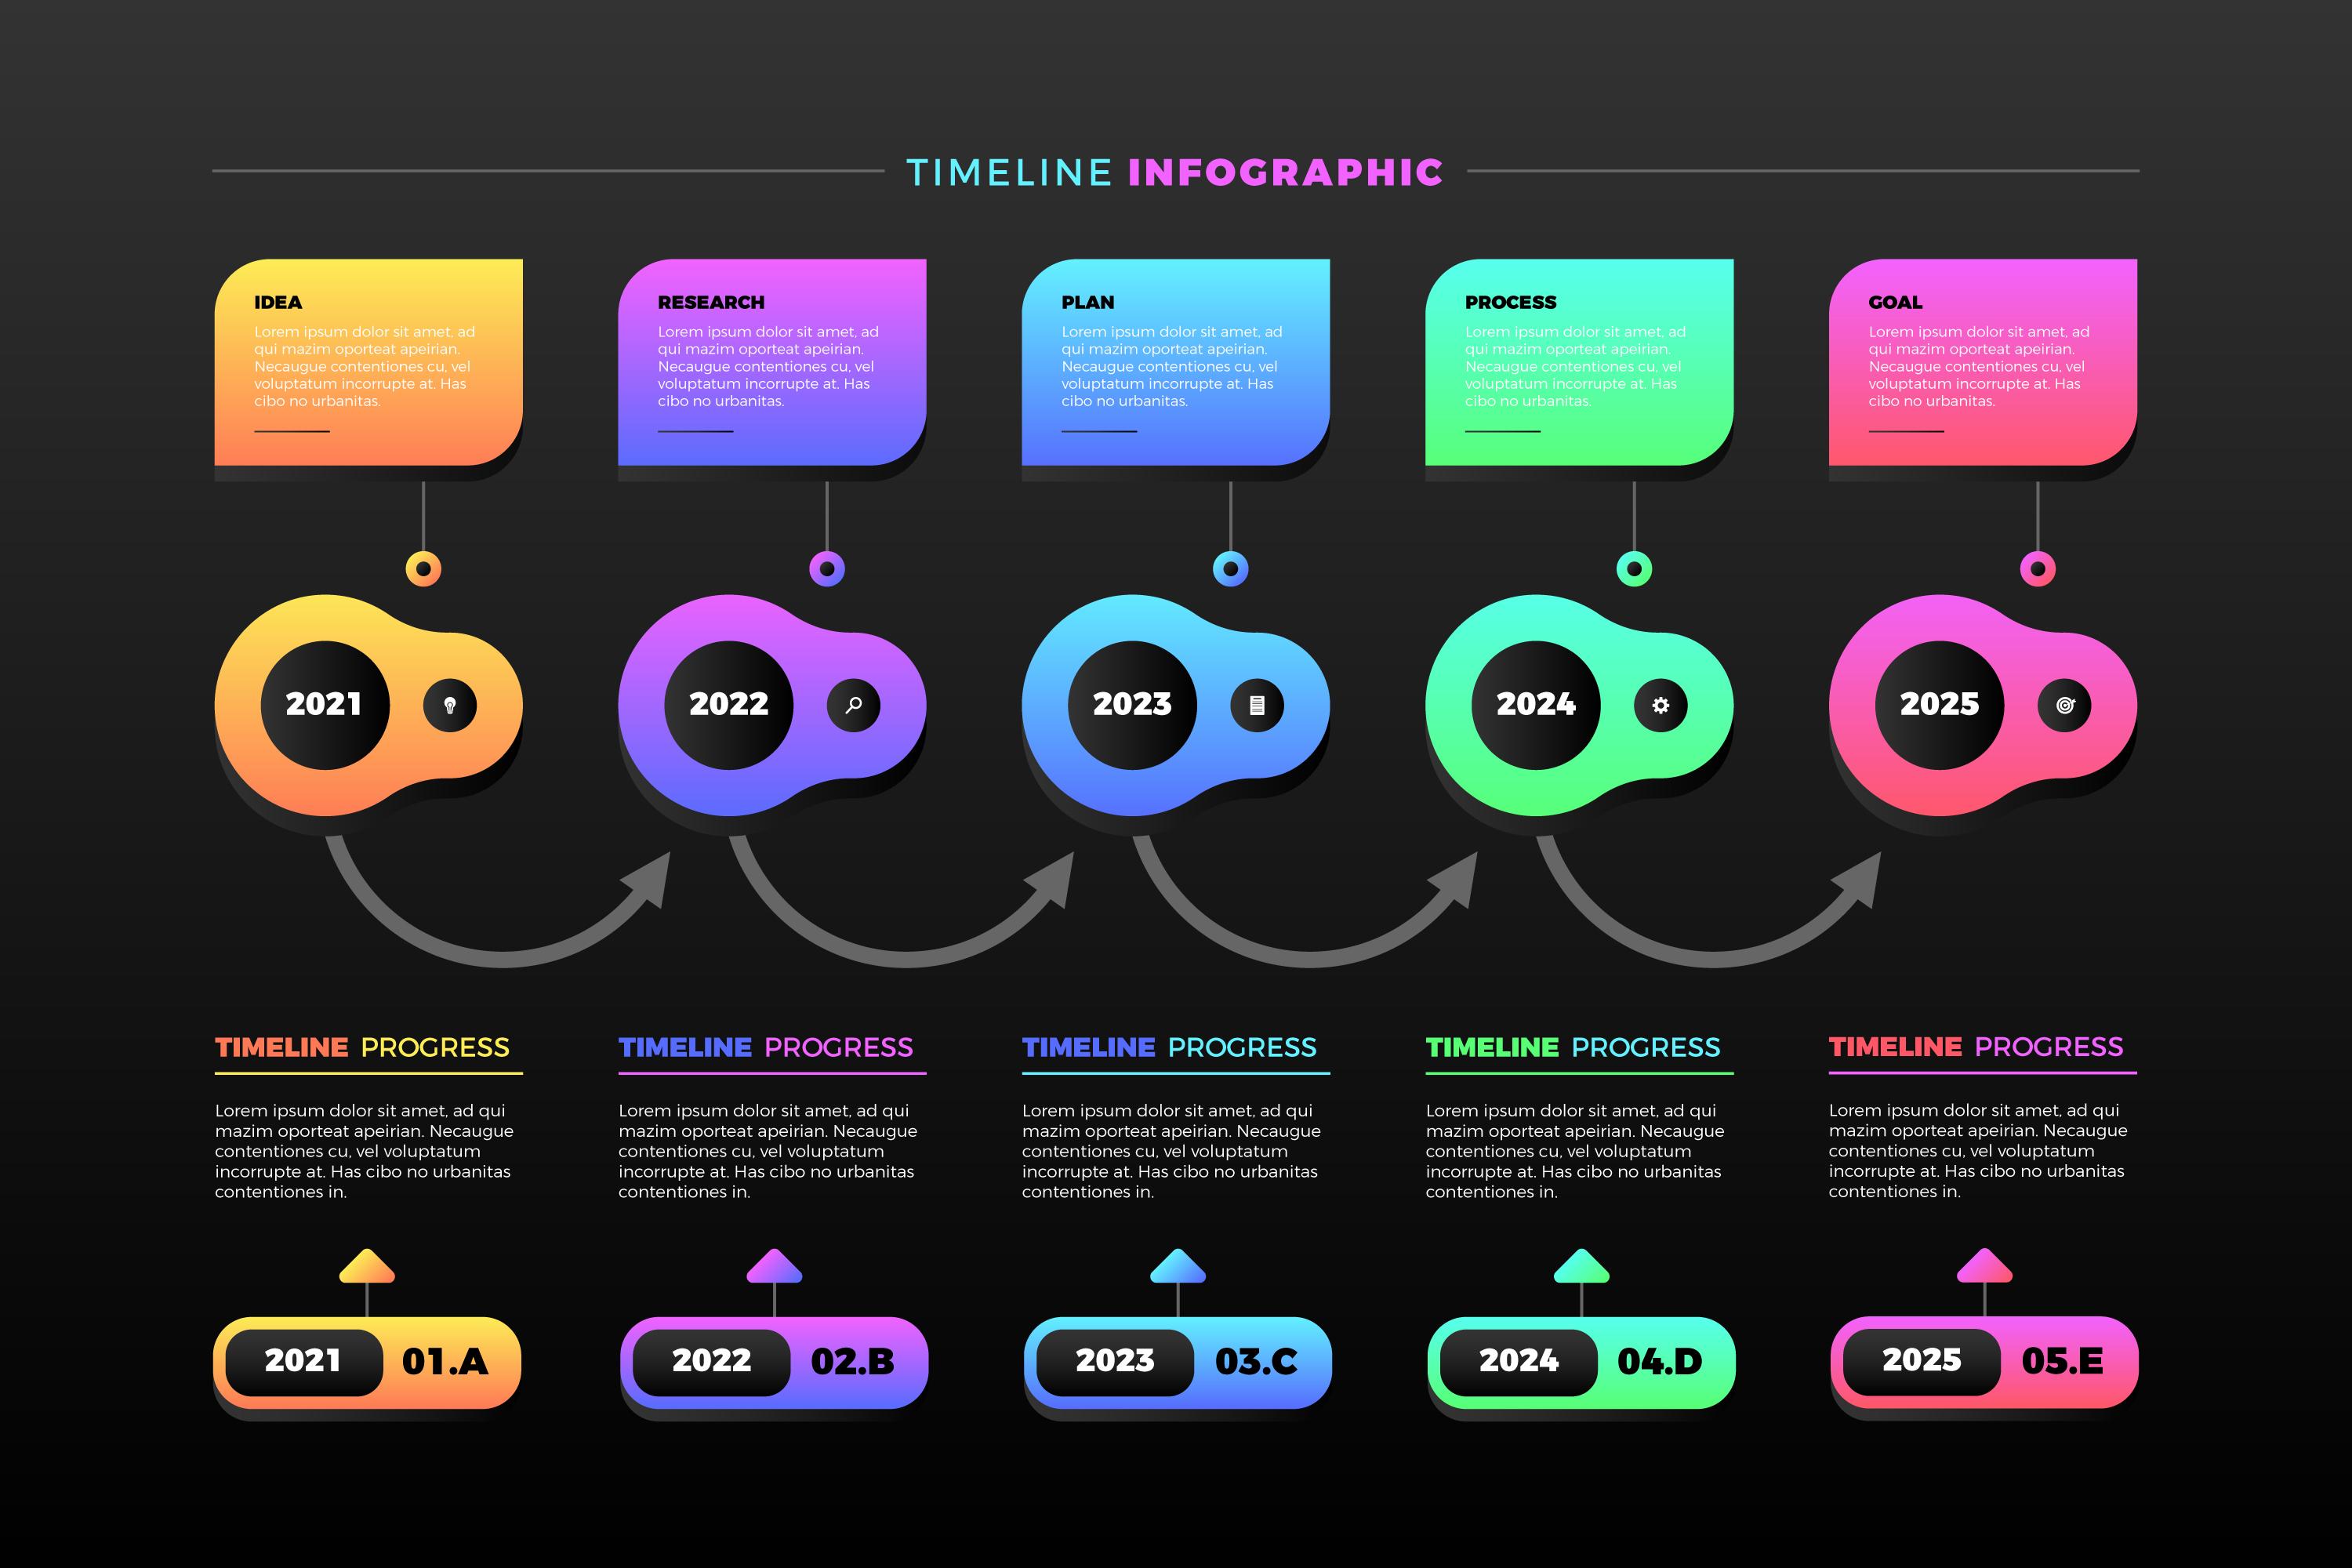 TIMELINE INFOGRAPHIC
IDEA
Lorem ipsum dolor sit amet, ad
qui mazim oporteat apeirian.
Necaugue contentiones cu, vel
voluptatum incorrupte at. Has
cibo no urbanitas.
RESEARCH
Lorem ipsum dolor sit amet, ad
qui mazim oporteat apeirian.
Necaugue contentiones cu, vel
voluptatum incorrupte at. Has
cibo no urbanitas.
PLAN
Lorem ipsum dolor sit amet, ad
qui mazim oporteat apeirian.
Necaugue contentiones cu, vel
voluptatum incorrupte at. Has
cibo no urbanitas.
PROCESS
Lorem ipsum dolor sit amet, ad
qui mazim oporteat apeirian.
Necaugue contentiones cu, vel
voluptatum incorrupte at. Has
cibo no urbanitas.
GOAL
Lorem ipsum dolor sit amet, ad
qui mazim oporteat apeirian.
Necaugue contentiones cu, vel
voluptatum incorrupte at. Has
cibo no urbanitas.
2021
2022
2023
2024
2025
TIMELINE PROGRESS
Lorem ipsum dolor sit amet, ad qui
mazim oporteat apeirian. Necaugue
contentiones cu, vel voluptatum
incorrupte at. Has cibo no urbanitas
contentiones in.
TIMELINE PROGRESS
Lorem ipsum dolor sit amet, ad qui
mazim oporteat apeirian. Necaugue
contentiones cu, vel voluptatum
incorrupte at. Has cibo no urbanitas
contentiones in.
TIMELINE PROGRESS
Lorem ipsum dolor sit amet, ad qui
mazim oporteat apeirian. Necaugue
contentiones cu, vel voluptatum
incorrupte at. Has cibo no urbanitas
contentiones in.
TIMELINE PROGRESS
Lorem ipsum dolor sit amet, ad qui
mazim oporteat apeirian. Necaugue
contentiones cu, vel voluptatum
incorrupte at. Has cibo no urbanitas
contentiones in.
TIMELINE PROGRESS
Lorem ipsum dolor sit amet, ad qui
mazim oporteat apeirian. Necaugue
contentiones cu, vel voluptatum
incorrupte at. Has cibo no urbanitas
contentiones in.
2021 01.A
2022 02.B
2023 03.C
2024 04.D
2025 05.E